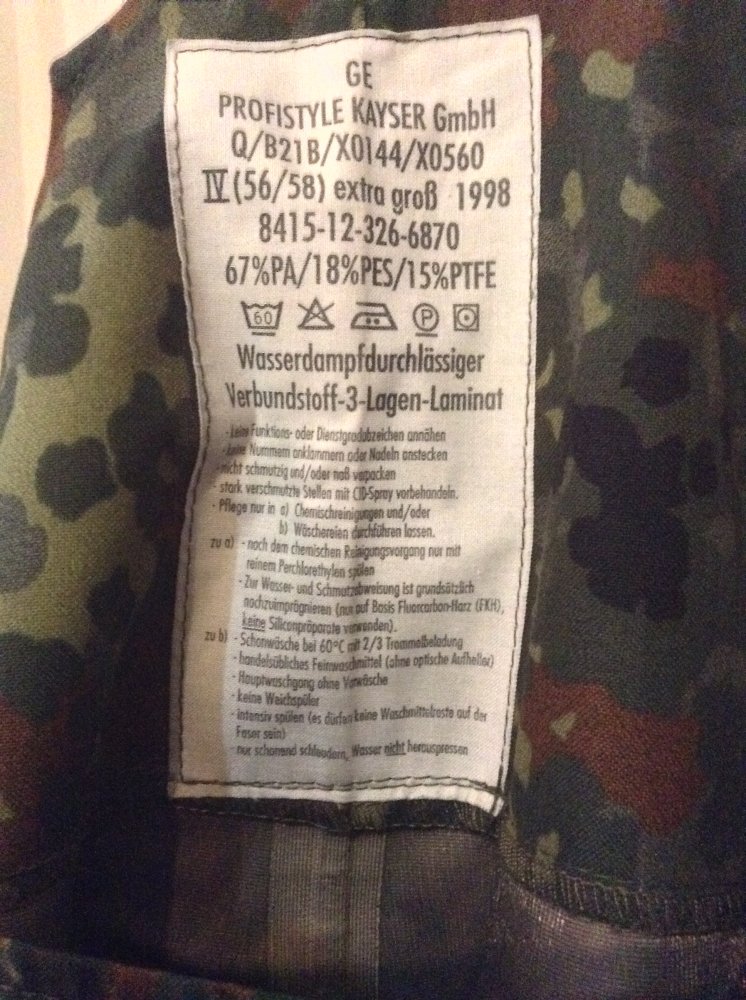 GE
PROFISTYLE KAYSER GmbH
Q/B21B/X0144/X0560
IV (56/58) extra groß 1998
8415-12-326-6870
67%PA/18%PES/15%PTFE
60 P
Wasserdampfdurchlässiger
Verbundstoff-3-Lagen-Laminat
- keine Funktions- oder Dienstgradabzeichen annähen
- keine Nummern anklammern oder Nadeln anstecken
- nicht schmutzig und/oder naß verpacken
- stark verschmutzte Stellen mit CID-Spray vorbehandeln.
- Pflege nur in a) Chemischreinigungen und/oder
b) Wäschereien durchführen lassen.
zu a) - nach dem chemischen Reinigungsvorgang nur mit
reinem Perchlorethylen spülen
- Zur Wasser- und Schmutzabweisung ist grundsätzlich
nachzuimprägnieren (nur auf Basis Fluorcarbon-Harz (FKH),
keine Siliconpräparate verwenden).
zu b) - Schonwäsche bei 60°C mit 2/3 Trommelbeladung
- handelsübliches Feinwaschmittel (ohne optische Aufheller)
- Hauptwaschgang ohne Vorwäsche
- keine Weichspüler
- intensiv spülen (es dürfen keine Waschmittelreste auf der
Faser sein)
- nur schonend schleudern, Wasser nicht herauspressen